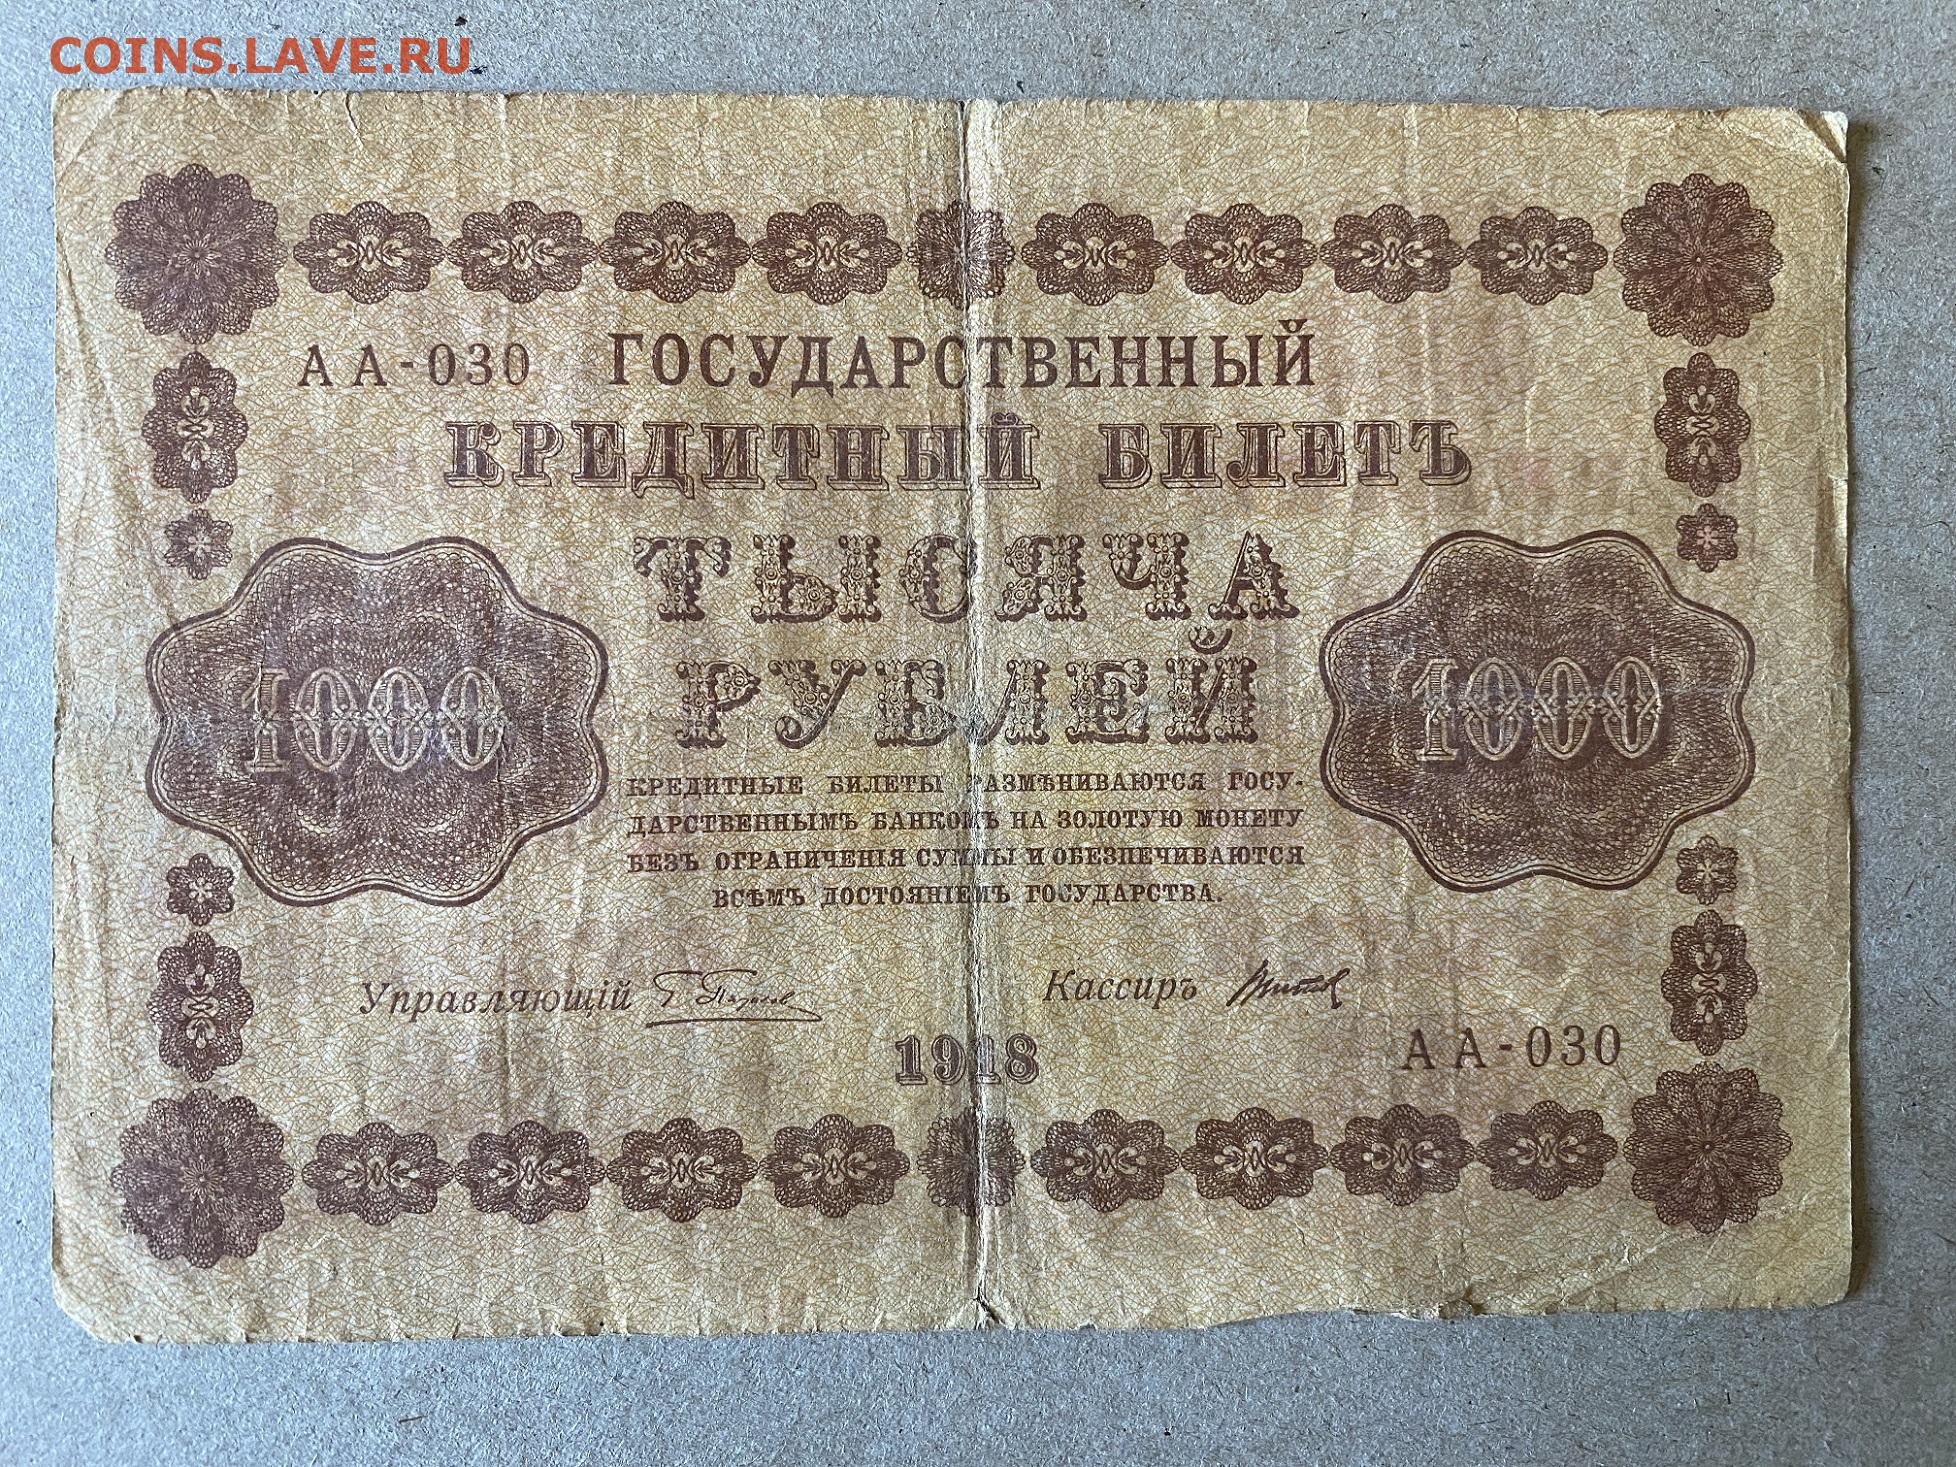 COINS.LAVE.RU
АА-030 ГОСУДАРСТВЕННЫЙ
КРЕДИТНЫЙ БИЛЕТЪ
ТЫСЯЧА
РУБЛЕЙ
1000
1000
КРЕДИТНЫЕ БИЛЕТЫ РАЗМѢНИВАЮТСЯ ГОСУ-
ДАРСТВЕННЫМЪ БАНКОМЪ НА ЗОЛОТУЮ МОНЕТУ
БЕЗЪ ОГРАНИЧЕНІЯ СУММЫ И ОБЕЗПЕЧИВАЮТСЯ
ВСѢМЪ ДОСТОЯНІЕМЪ ГОСУДАРСТВА.
Управляющій
Кассиръ
1918
АА-030